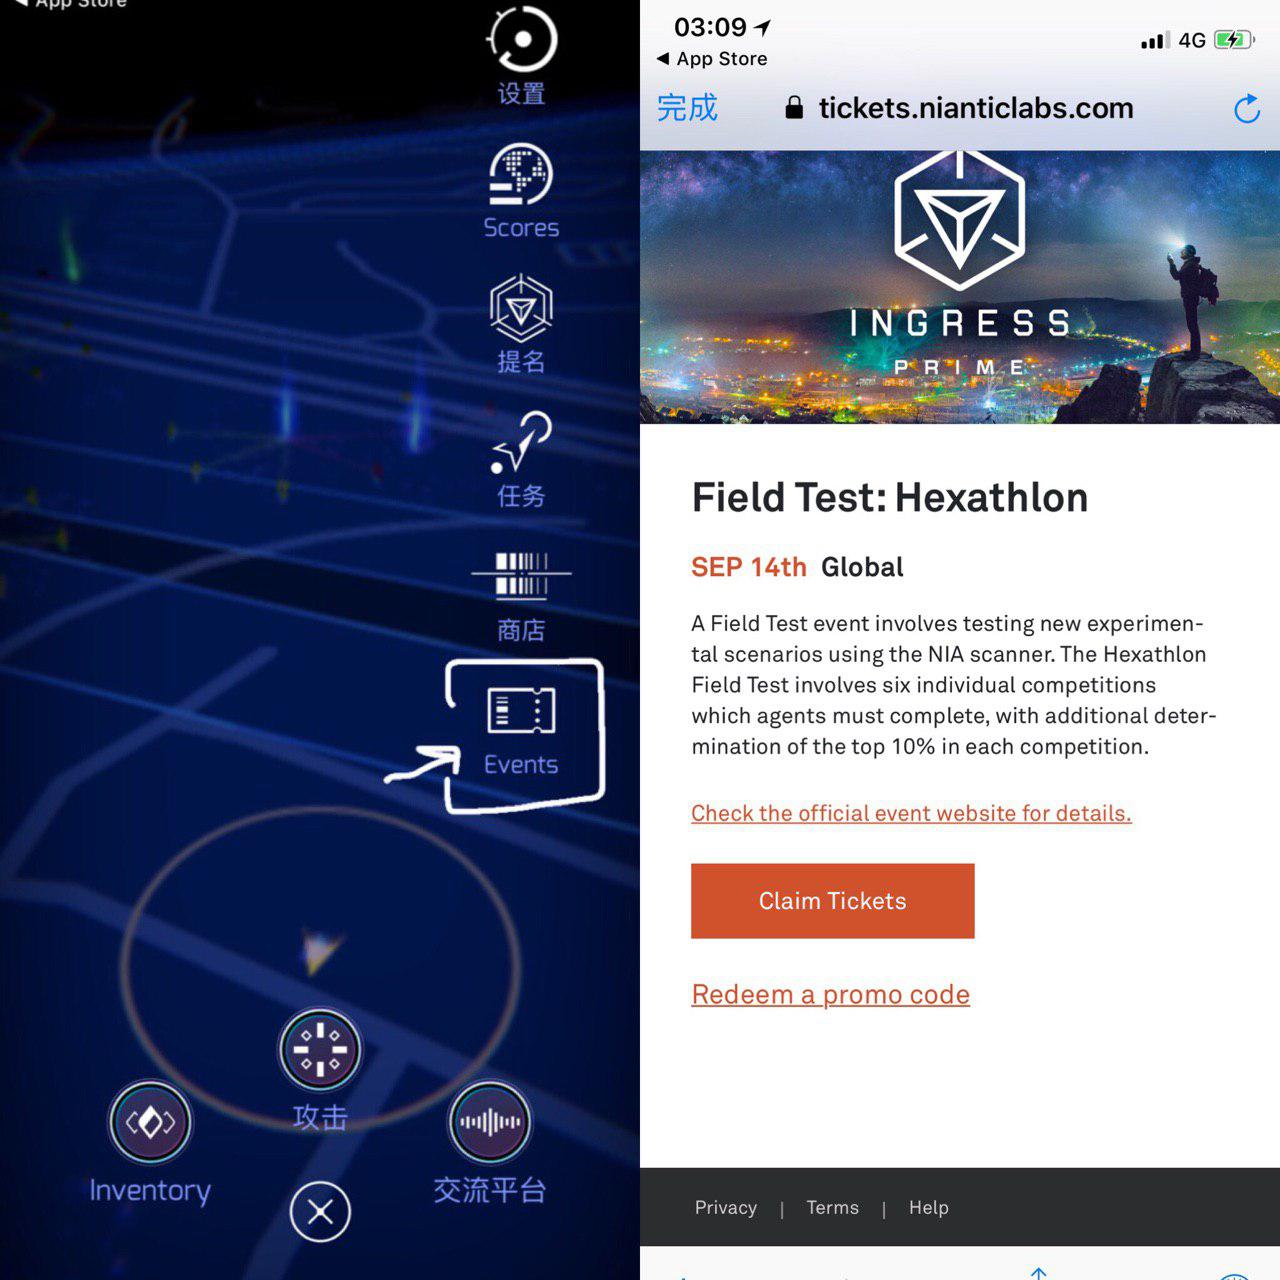 App Store
设置
Scores
提名
任务
商店
Events
攻击
Inventory
交流平台
03:09
4G
App Store
完成
tickets.nianticlabs.com
INGRESS
PRIME
Field Test: Hexathlon
SEP 14th Global
A Field Test event involves testing new experimen-
tal scenarios using the NIA scanner. The Hexathlon
Field Test involves six individual competitions
which agents must complete, with additional deter-
mination of the top 10% in each competition.
Check the official event website for details.
Claim Tickets
Redeem a promo code
Privacy | Terms | Help